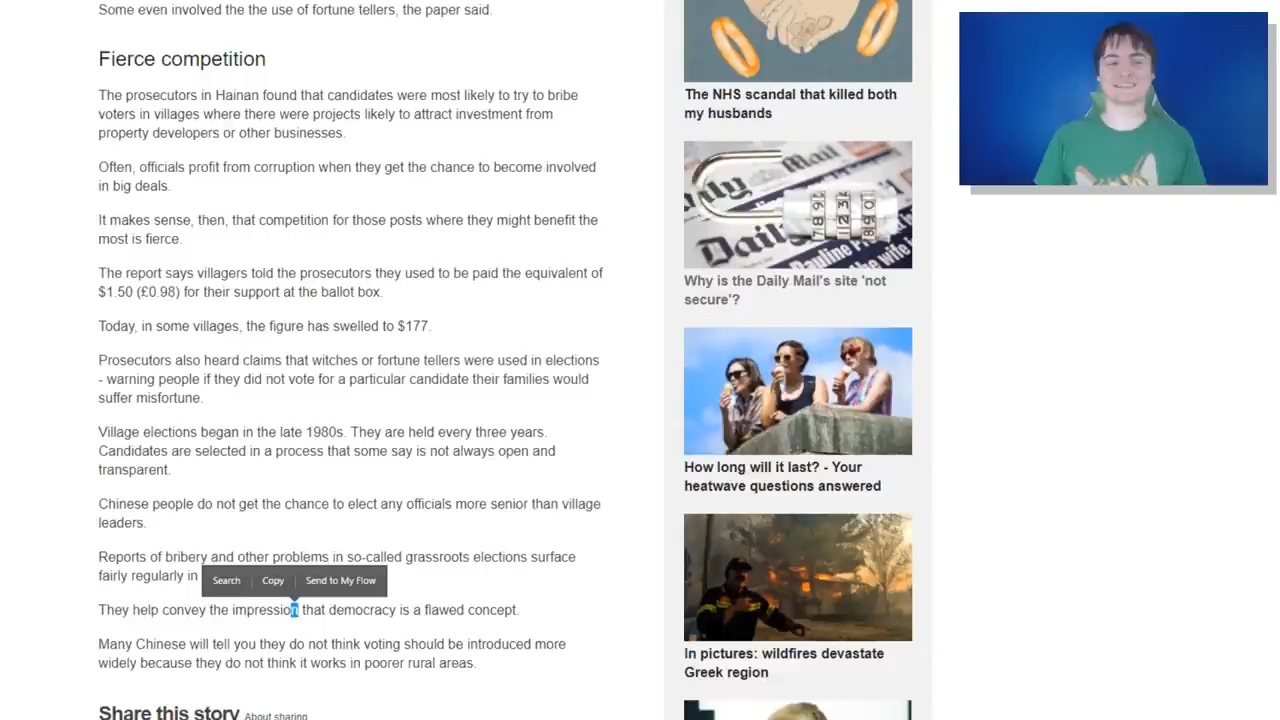 Some even involved the the use of fortune tellers, the paper said.
Fierce competition
The prosecutors in Hainan found that candidates were most likely to try to bribe
voters in villages where there were projects likely to attract investment from
property developers or other businesses.
Often, officials profit from corruption when they get the chance to become involved
in big deals.
It makes sense, then, that competition for those posts where they might benefit the
most is fierce.
The report says villagers told the prosecutors they used to be paid the equivalent of
$1.50 (£0.98) for their support at the ballot box.
Today, in some villages, the figure has swelled to $177.
Prosecutors also heard claims that witches or fortune tellers were used in elections
- warning people if they did not vote for a particular candidate their families would
suffer misfortune.
Village elections began in the late 1980s. They are held every three years.
Candidates are selected in a process that some say is not always open and
transparent.
Chinese people do not get the chance to elect any officials more senior than village
leaders.
Reports of bribery and other problems in so-called grassroots elections surface
fairly regularly in
Search Copy Send to My Flow
They help convey the impression that democracy is a flawed concept.
Many Chinese will tell you they do not think voting should be introduced more
widely because they do not think it works in poorer rural areas.
Share this story About sharing
The NHS scandal that killed both
my husbands
Daily Mail
Why is the Daily Mail's site 'not
secure'?
How long will it last? - Your
heatwave questions answered
In pictures: wildfires devastate
Greek region